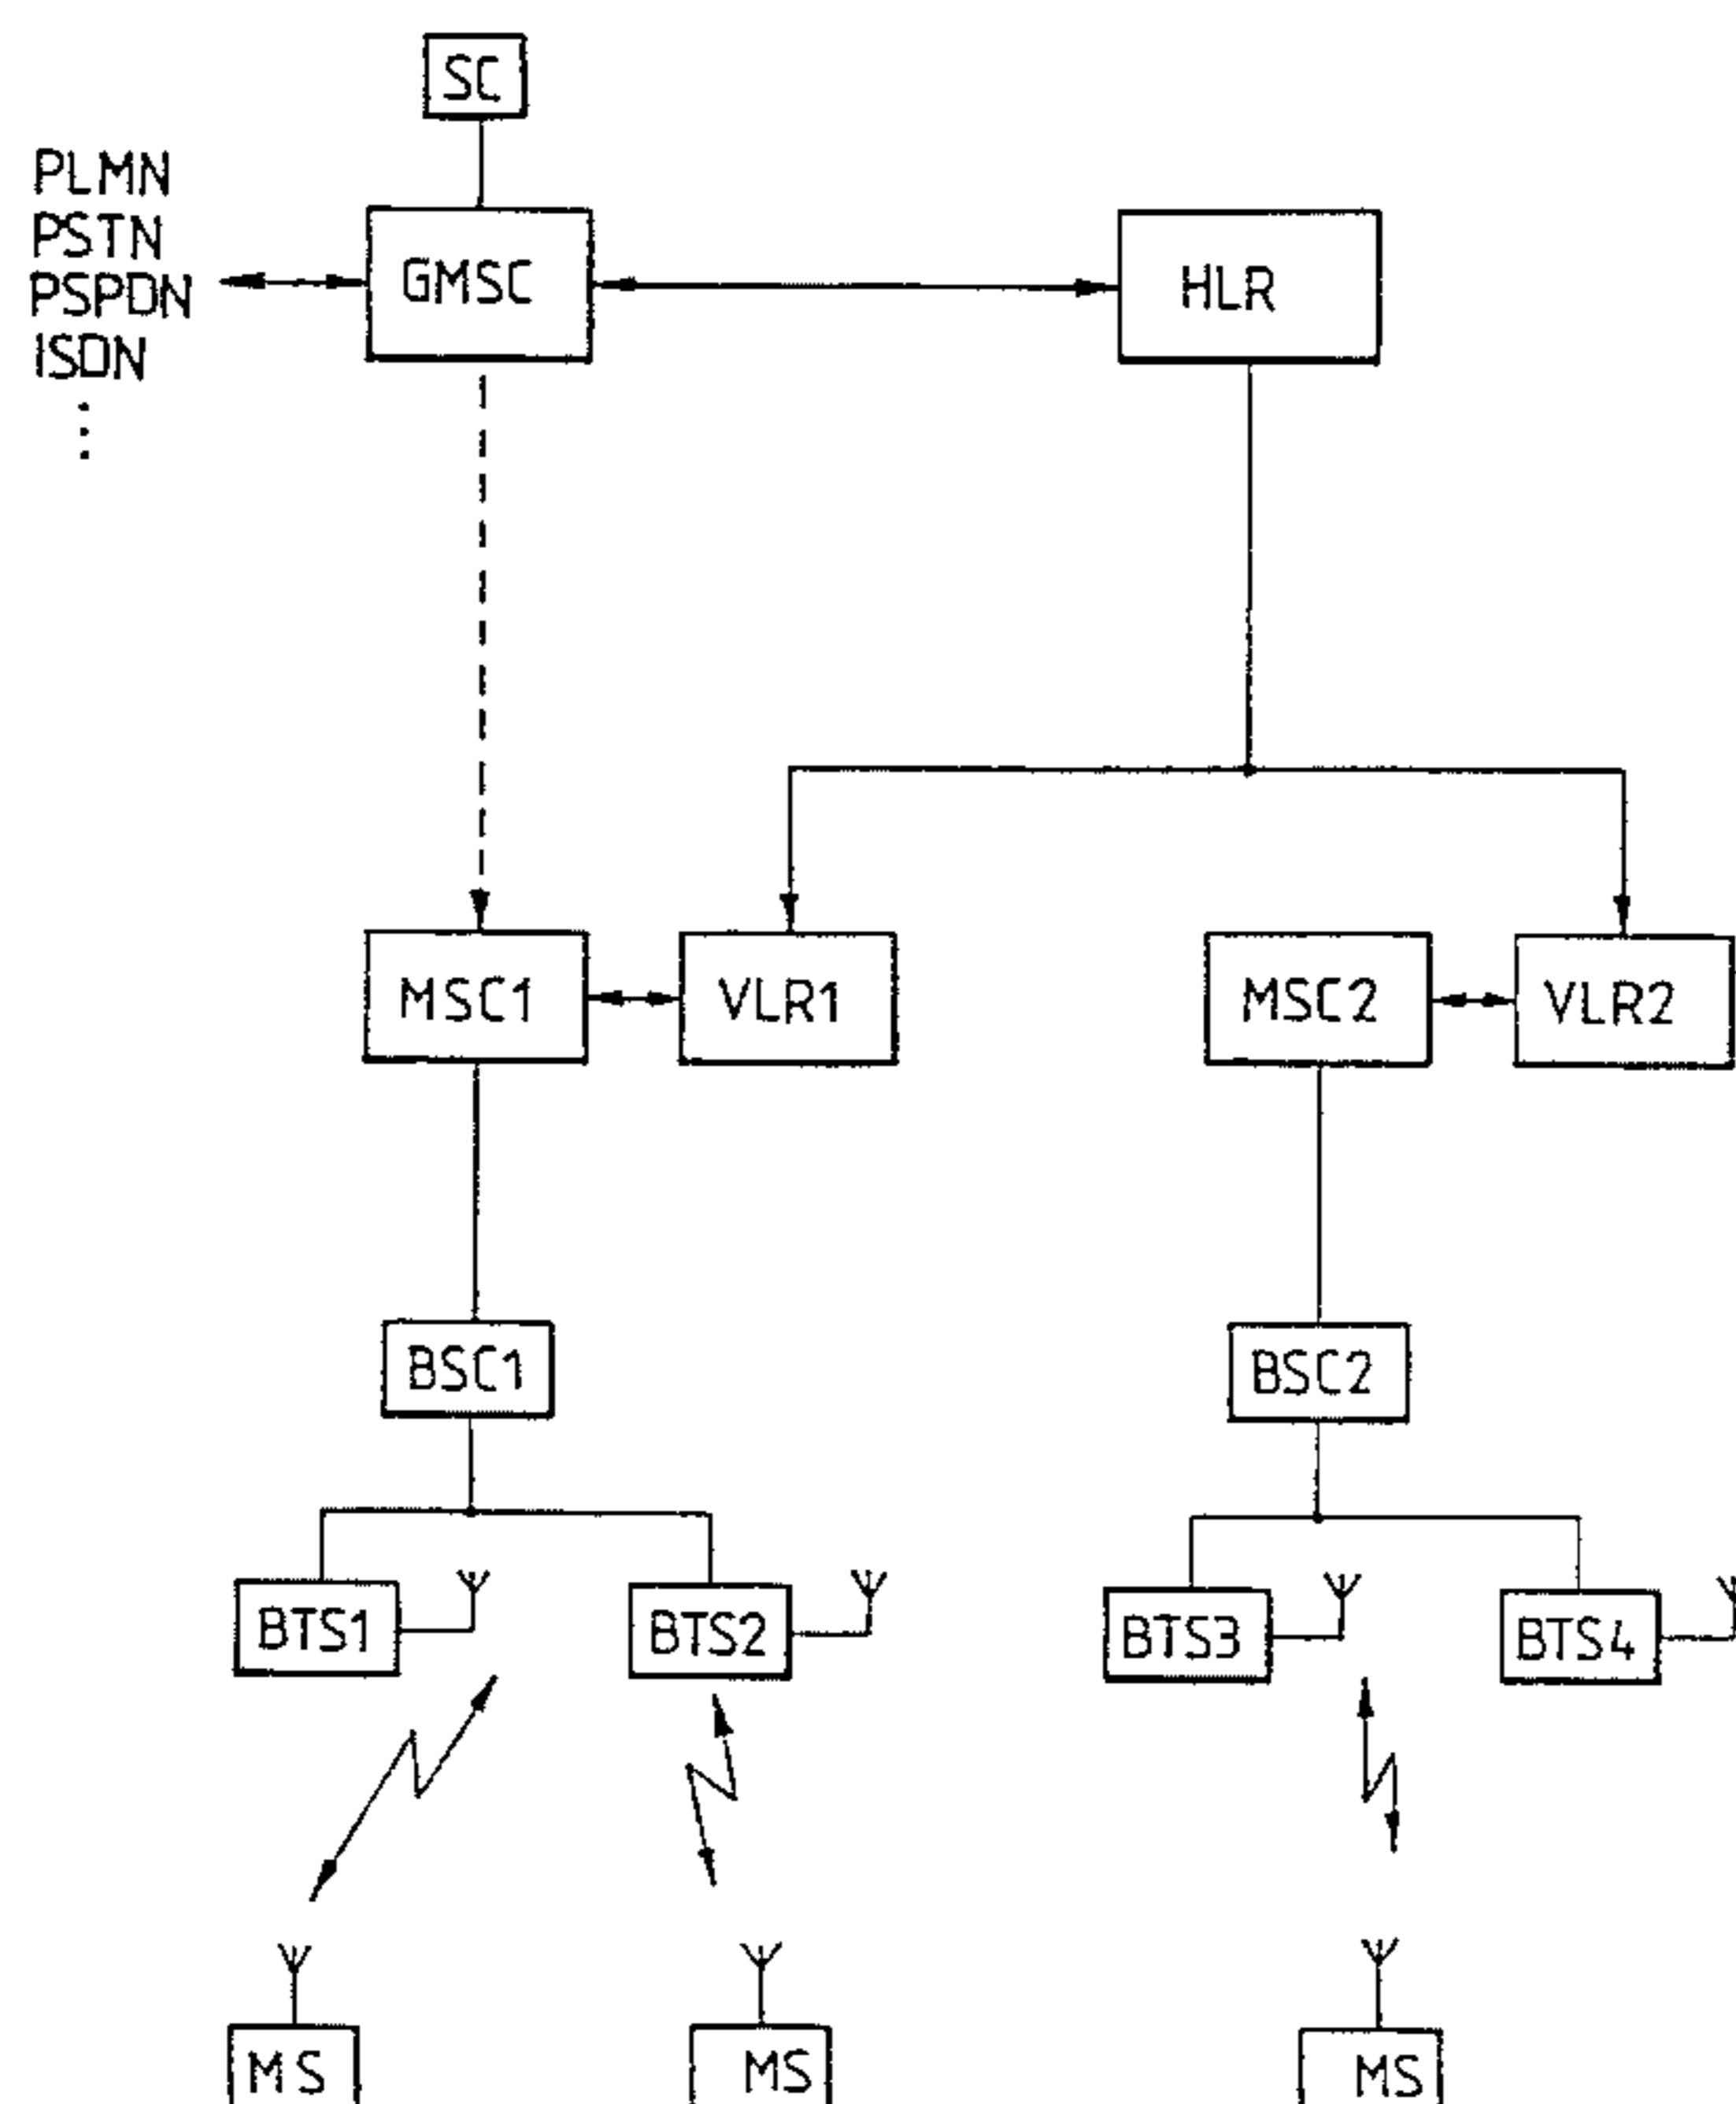 SC
PLMN
PSTN
PSPDN
ISDN
⋮
GMSC
HLR
MSC1
VLR1
MSC2
VLR2
BSC1
BSC2
BTS1
BTS2
BTS3
BTS4
MS
MS
MS